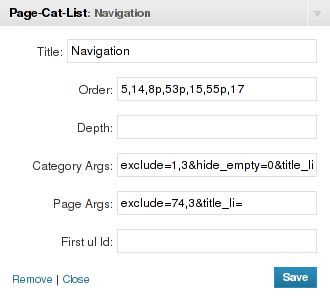 Page-Cat-List: Navigation
Title: Navigation
Order: 5,14,8p,53p,15,55p,17
Depth:
Category Args: exclude=1,3&hide_empty=0&title_li
Page Args: exclude=74,3&title_li=
First ul Id:
Remove | Close Save